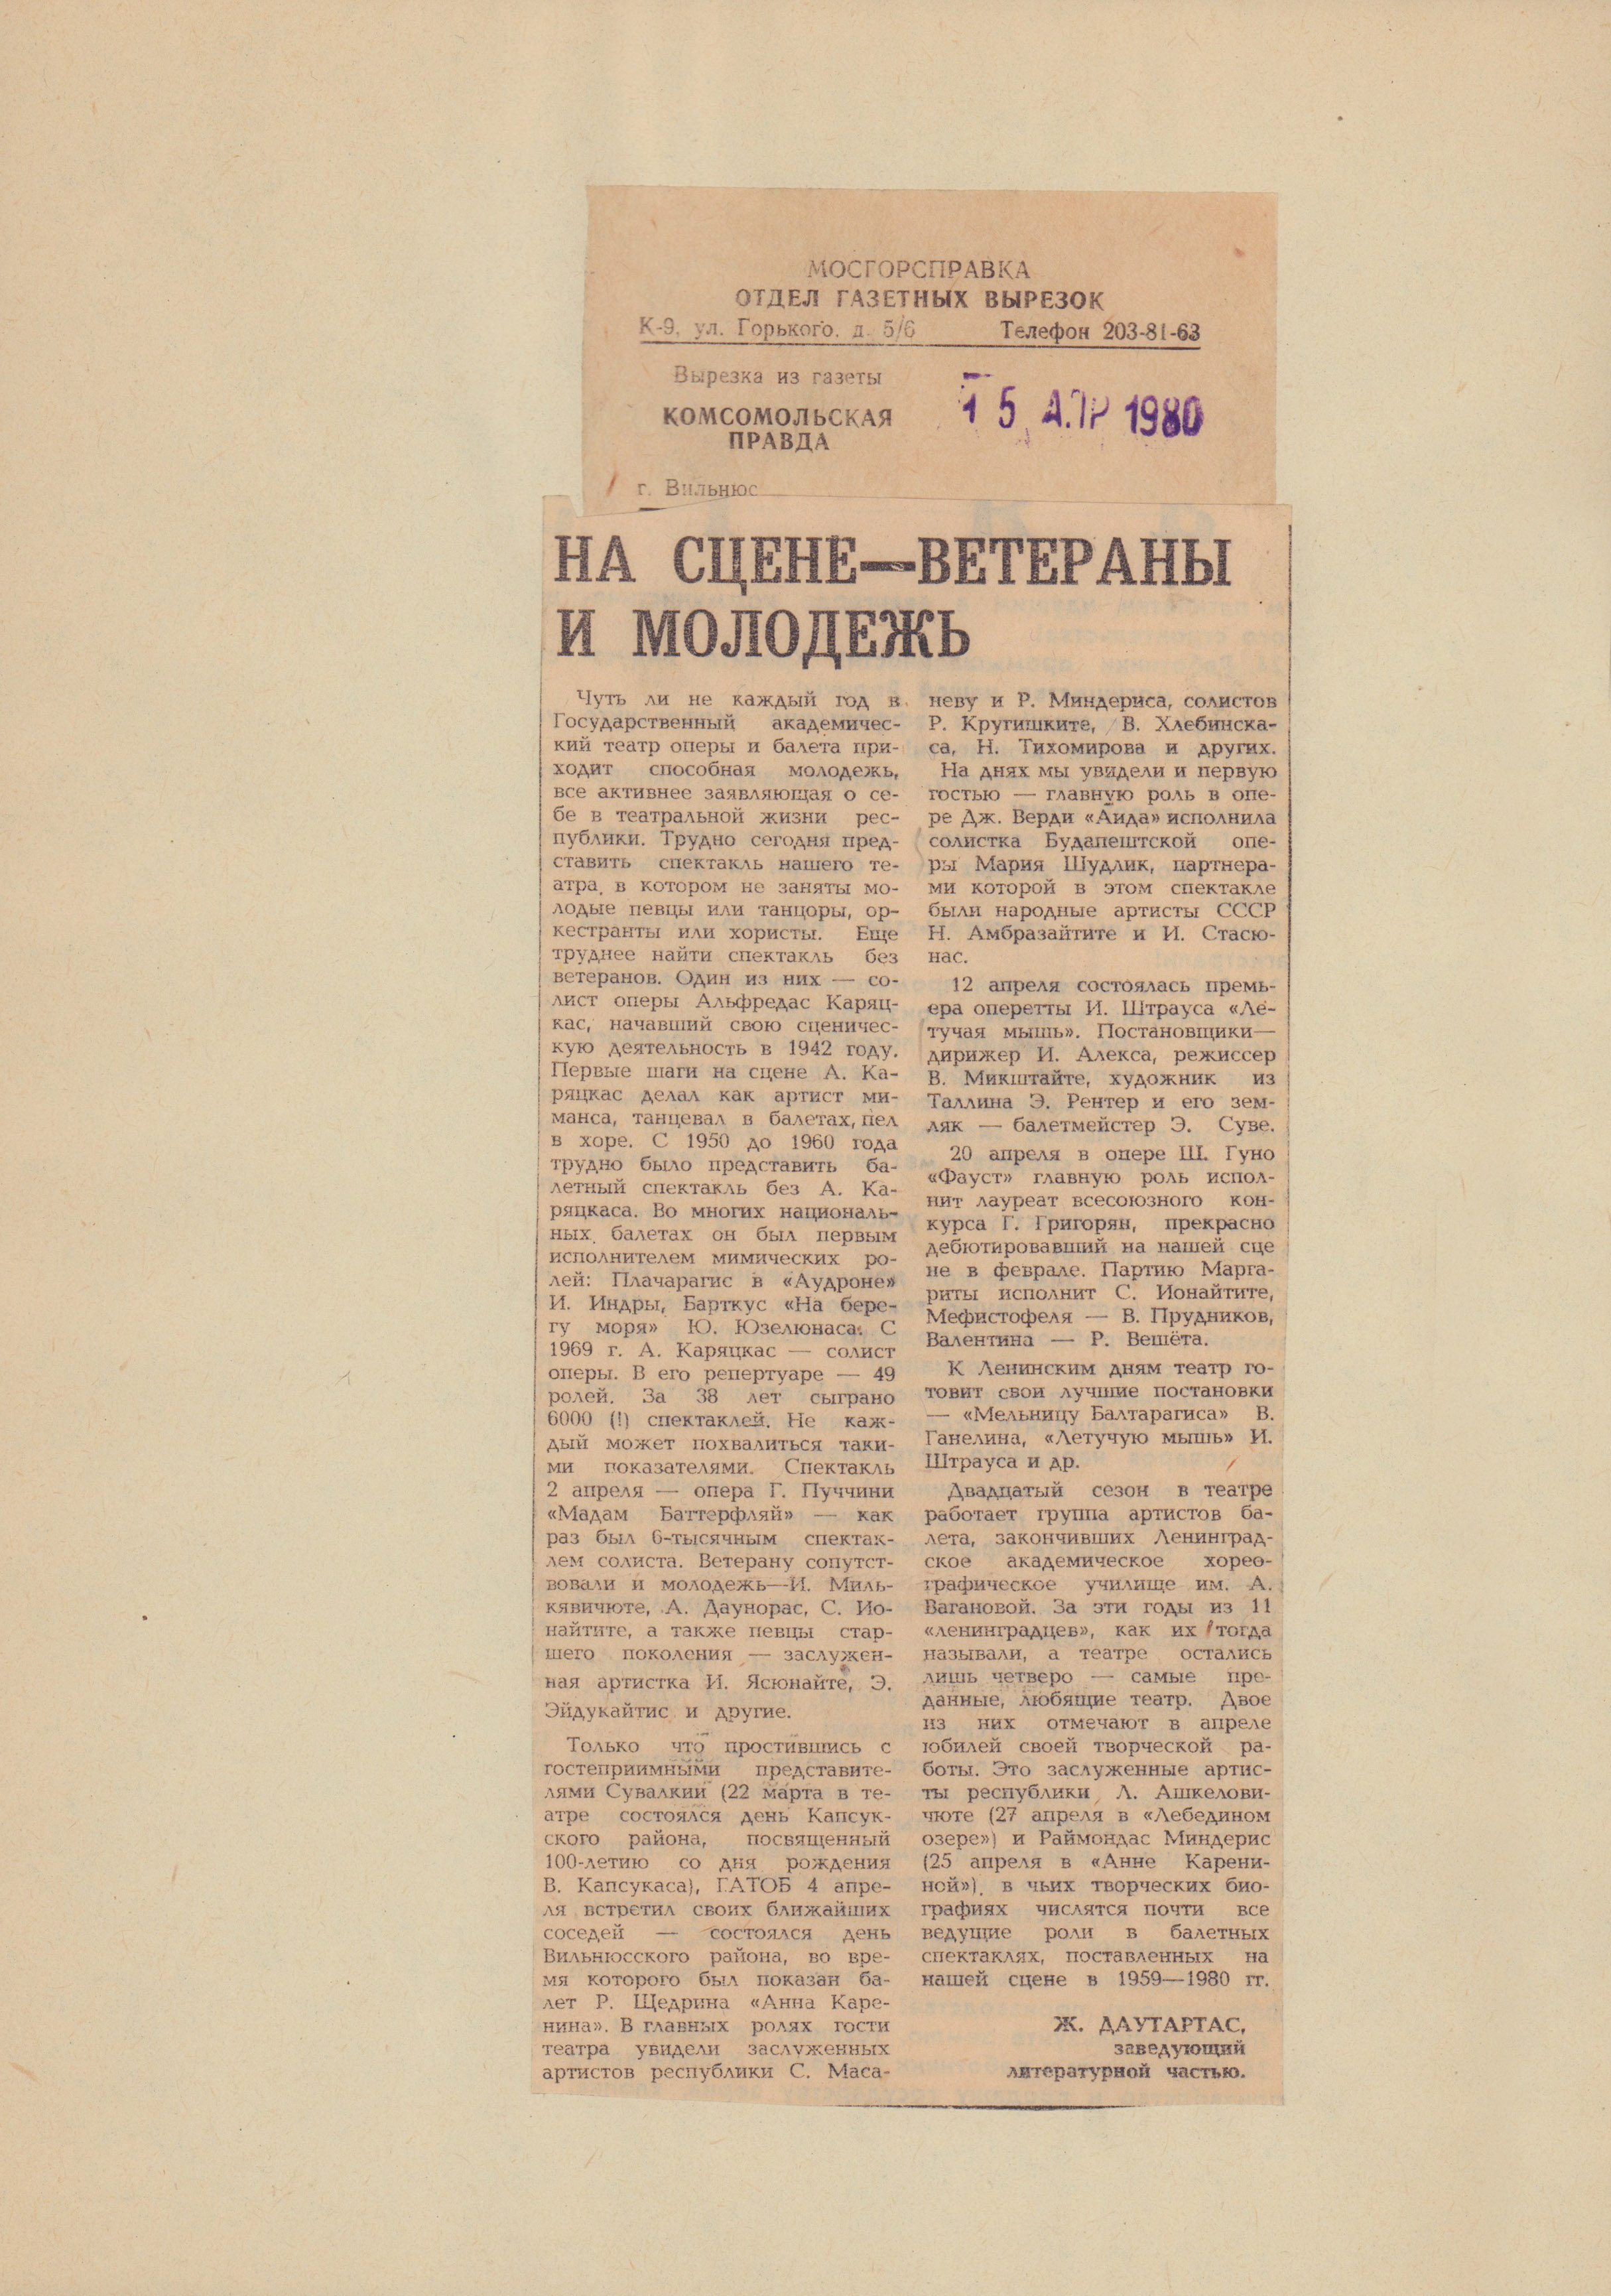 МОСГОРСПРАВКА
ОТДЕЛ ГАЗЕТНЫХ ВЫРЕЗОК
К-9, ул. Горького, д. 5/6 Телефон 203-81-63
Вырезка из газеты
КОМСОМОЛЬСКАЯ
ПРАВДА
15 АПР 1980
г. Вильнюс
НА СЦЕНЕ—ВЕТЕРАНЫ
И МОЛОДЕЖЬ
Чуть ли не каждый год в
Государственный академичес-
кий театр оперы и балета при-
ходит способная молодежь,
все активнее заявляющая о се-
бе в театральной жизни рес-
публики. Трудно сегодня пред-
ставить спектакль нашего те-
атра, в котором не заняты мо-
лодые певцы или танцоры, ор-
кестранты или хористы. Еще
труднее найти спектакль без
ветеранов. Один из них — со-
лист оперы Альфредас Каряц-
кас, начавший свою сценичес-
кую деятельность в 1942 году.
Первые шаги на сцене А. Ка-
ряцкас делал как артист ми-
манса, танцевал в балетах, пел
в хоре. С 1950 до 1960 года
трудно было представить ба-
летный спектакль без А. Ка-
ряцкаса. Во многих националь-
ных балетах он был первым
исполнителем мимических ро-
лей: Плачарагис в «Аудроне»
И. Индры, Барткус «На бере-
гу моря» Ю. Юзелюнаса. С
1969 г. А. Каряцкас — солист
оперы. В его репертуаре — 49
ролей. За 38 лет сыграно
6000 (!) спектаклей. Не каж-
дый может похвалиться таки-
ми показателями. Спектакль
2 апреля — опера Г. Пуччини
«Мадам Баттерфляй» — как
раз был 6-тысячным спектак-
лем солиста. Ветерану сопутст-
вовали и молодежь—И. Миль-
кявичюте, А. Даунорас, С. Ио-
найтите, а также певцы стар-
шего поколения — заслужен-
ная артистка И. Ясюнайте, Э.
Эйдукайтис и другие.
Только что простившись с
гостеприимными представите-
лями Сувалкии (22 марта в те-
атре состоялся день Капсук-
ского района, посвященный
100-летию со дня рождения
В. Капсукаса), ГАТОБ 4 апре-
ля встретил своих ближайших
соседей — состоялся день
Вильнюсского района, во вре-
мя которого был показан ба-
лет Р. Щедрина «Анна Каре-
нина». В главных ролях гости
театра увидели заслуженных
артистов республики С. Маса-
неву и Р. Миндериса, солистов
Р. Кругишките, В. Хлебинска-
са, Н. Тихомирова и других.
На днях мы увидели и первую
гостью — главную роль в опе-
ре Дж. Верди «Аида» исполнила
солистка Будапештской опе-
ры Мария Шудлик, партнера-
ми которой в этом спектакле
были народные артисты СССР
Н. Амбразайтите и И. Стасю-
нас.
12 апреля состоялась премь-
ера оперетты И. Штрауса «Ле-
тучая мышь». Постановщики—
дирижер И. Алекса, режиссер
В. Микштайте, художник из
Таллина Э. Рентер и его зем-
ляк — балетмейстер Э. Суве.
20 апреля в опере Ш. Гуно
«Фауст» главную роль испол-
нит лауреат всесоюзного кон-
курса Г. Григорян, прекрасно
дебютировавший на нашей сце
не в феврале. Партию Марга-
риты исполнит С. Ионайтите,
Мефистофеля — В. Прудников,
Валентина — Р. Вешёта.
К Ленинским дням театр го-
товит свои лучшие постановки
— «Мельницу Балтарагиса» В.
Ганелина, «Летучую мышь» И.
Штрауса и др.
Двадцатый сезон в театре
работает группа артистов ба-
лета, закончивших Ленинград-
ское академическое хорео-
графическое училище им. А.
Вагановой. За эти годы из 11
«ленинградцев», как их тогда
называли, а театре остались
лишь четверо — самые пре-
данные, любящие театр. Двое
из них отмечают в апреле
юбилей своей творческой ра-
боты. Это заслуженные артис-
ты республики Л. Ашкелови-
чюте (27 апреля в «Лебедином
озере») и Раймондас Миндерис
(25 апреля в «Анне Карени-
ной»), в чьих творческих био-
графиях числятся почти все
ведущие роли в балетных
спектаклях, поставленных на
нашей сцене в 1959—1980 гг.
Ж. ДАУТАРТАС,
заведующий
литературной частью.